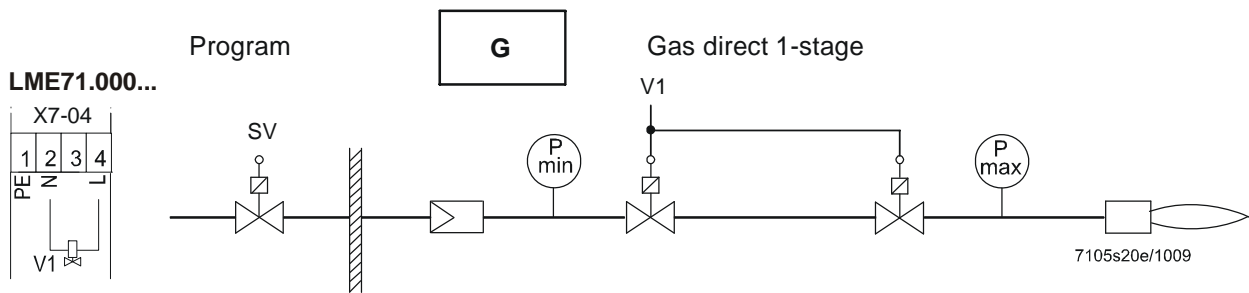 Program G Gas direct 1-stage
LME71.000...
X7-04
1 2 3 4
PE N L
V1
SV
P min
V1
P max
7105s20e/1009